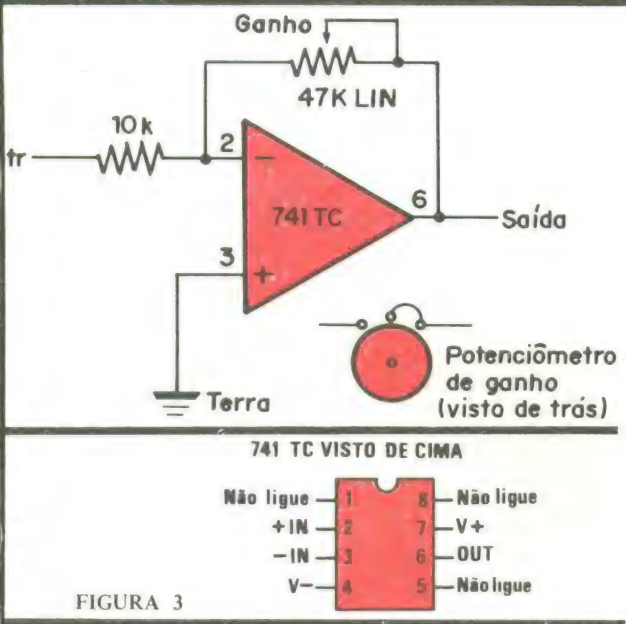 Ganho
47K LIN
10k
tr
2
-
741 TC
6
Saída
3
+
Terra
Potenciômetro
de ganho
(visto de trás)
741 TC VISTO DE CIMA
Não ligue 1 8 Não ligue
+IN 2 7 V+
-IN 3 6 OUT
V- 4 5 Não ligue
FIGURA 3